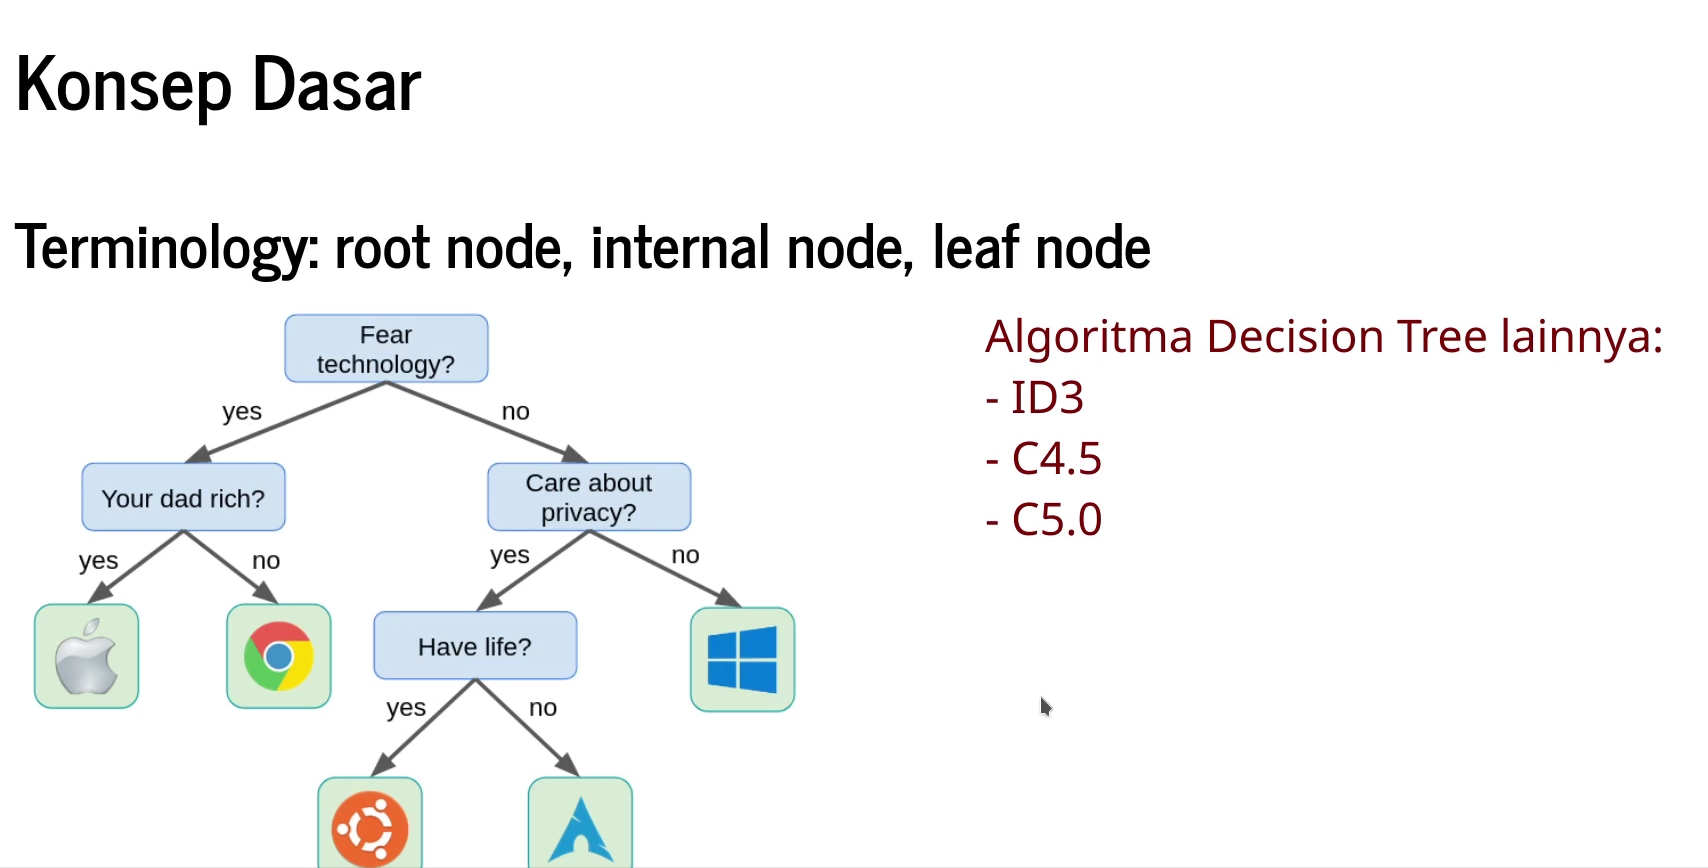 Konsep Dasar
Terminology: root node, internal node, leaf node
Fear
technology?
yes
no
Your dad rich?
Care about
privacy?
yes
no
yes
no
Have life?
yes
no
Algoritma Decision Tree lainnya:
- ID3
- C4.5
- C5.0